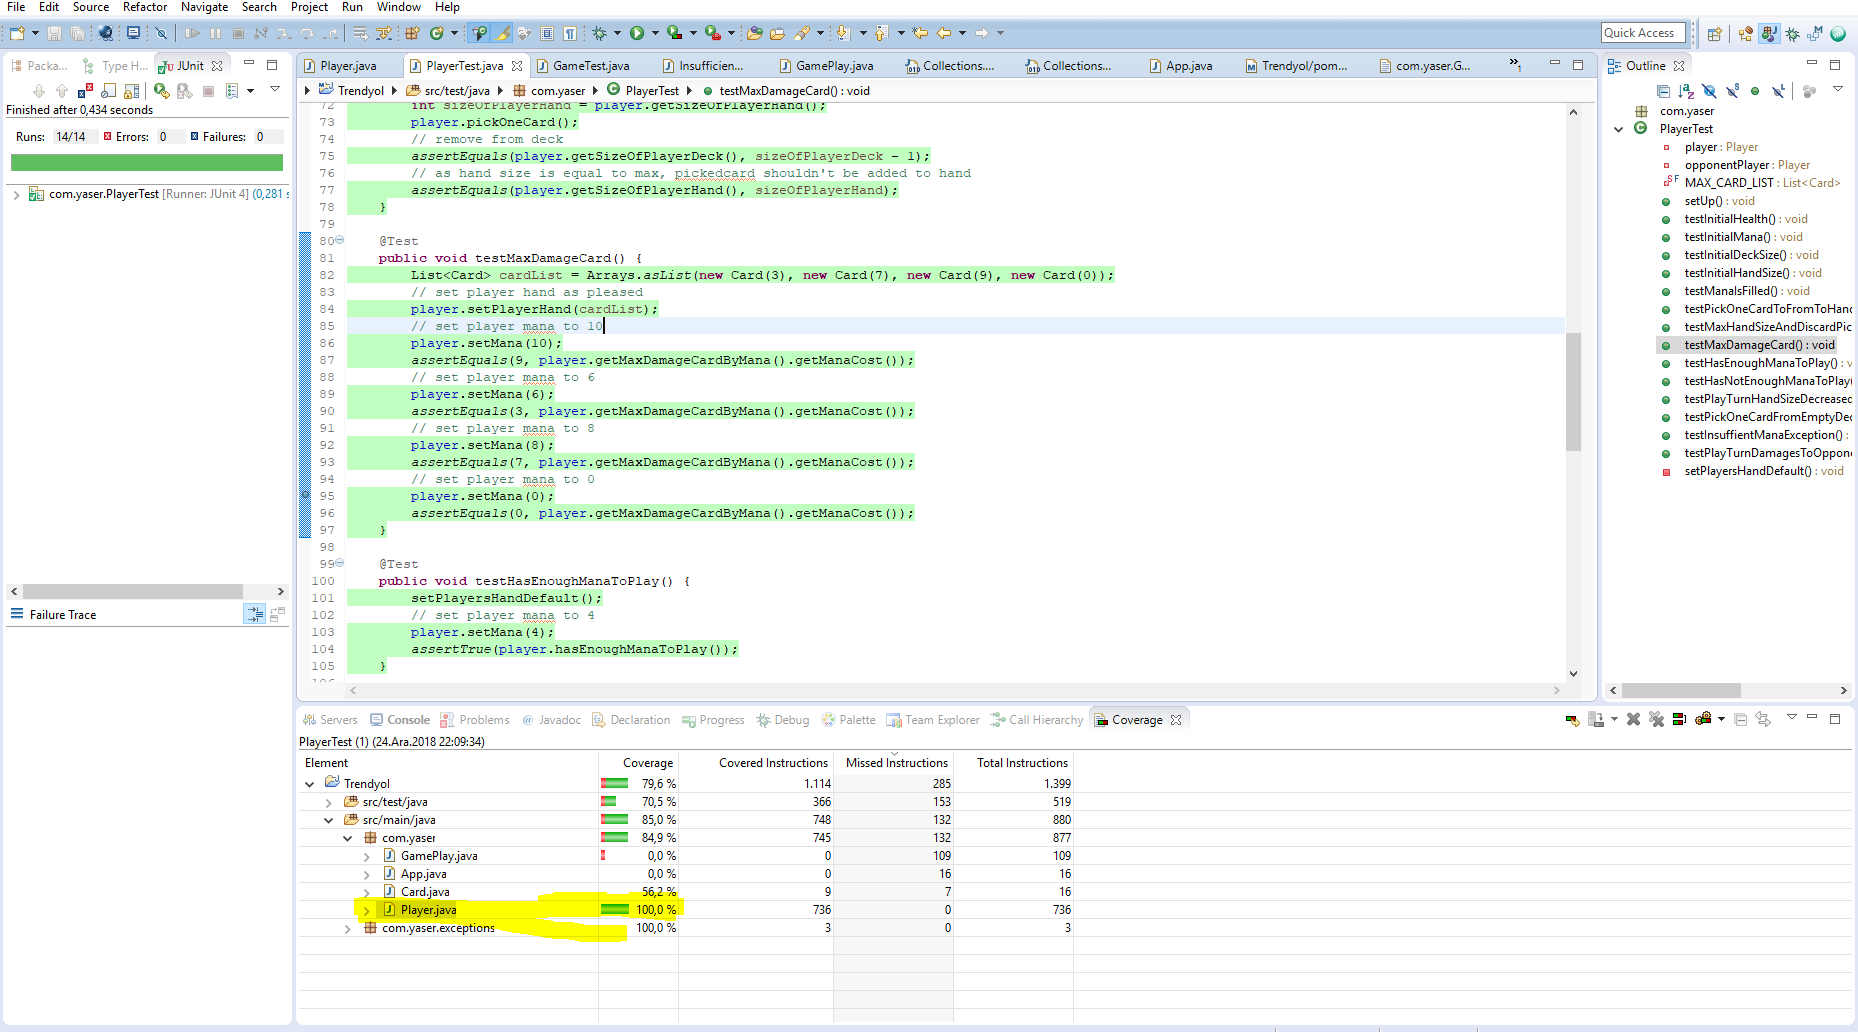 File Edit Source Refactor Navigate Search Project Run Window Help
Quick Access
Packa... Type H... JUnit
Finished after 0,434 seconds
Runs: 14/14 Errors: 0 Failures: 0
com.yaser.PlayerTest [Runner: JUnit 4] (0,281 s
Failure Trace
Player.java PlayerTest.java GameTest.java Insufficien... GamePlay.java Collections.... Collections... App.java Trendyol/pom... com.yaser.G... »1
Trendyol src/test/java com.yaser PlayerTest testMaxDamageCard() : void
72 int sizeOfPlayerHand = player.getSizeOfPlayerHand();
73 player.pickOneCard();
74 // remove from deck
75 assertEquals(player.getSizeOfPlayerDeck(), sizeOfPlayerDeck - 1);
76 // as hand size is equal to max, pickedcard shouldn't be added to hand
77 assertEquals(player.getSizeOfPlayerHand(), sizeOfPlayerHand);
78 }
79
80 @Test
81 public void testMaxDamageCard() {
82 List<Card> cardList = Arrays.asList(new Card(3), new Card(7), new Card(9), new Card(0));
83 // set player hand as pleased
84 player.setPlayerHand(cardList);
85 // set player mana to 10
86 player.setMana(10);
87 assertEquals(9, player.getMaxDamageCardByMana().getManaCost());
88 // set player mana to 6
89 player.setMana(6);
90 assertEquals(3, player.getMaxDamageCardByMana().getManaCost());
91 // set player mana to 8
92 player.setMana(8);
93 assertEquals(7, player.getMaxDamageCardByMana().getManaCost());
94 // set player mana to 0
95 player.setMana(0);
96 assertEquals(0, player.getMaxDamageCardByMana().getManaCost());
97 }
98
99 @Test
100 public void testHasEnoughManaToPlay() {
101 setPlayersHandDefault();
102 // set player mana to 4
103 player.setMana(4);
104 assertTrue(player.hasEnoughManaToPlay());
105 }
Outline
com.yaser
PlayerTest
player : Player
opponentPlayer : Player
MAX_CARD_LIST : List<Card>
setUp() : void
testInitialHealth() : void
testInitialMana() : void
testInitialDeckSize() : void
testInitialHandSize() : void
testManaIsFilled() : void
testPickOneCardToFromToHand
testMaxHandSizeAndDiscardPic
testMaxDamageCard() : void
testHasEnoughManaToPlay() : v
testHasNotEnoughManaToPlay(
testPlayTurnHandSizeDecreased
testPickOneCardFromEmptyDec
testInsuffientManaException() :
testPlayTurnDamagesToOppone
setPlayersHandDefault() : void
Servers Console Problems @ Javadoc Declaration Progress Debug Palette Team Explorer Call Hierarchy Coverage
PlayerTest (1) (24.Ara.2018 22:09:34)
Element Coverage Covered Instructions Missed Instructions Total Instructions
Trendyol 79,6 % 1.114 285 1.399
src/test/java 70,5 % 366 153 519
src/main/java 85,0 % 748 132 880
com.yaser 84,9 % 745 132 877
GamePlay.java 0,0 % 0 109 109
App.java 0,0 % 0 16 16
Card.java 56,2 % 9 7 16
Player.java 100,0 % 736 0 736
com.yaser.exceptions 100,0 % 3 0 3